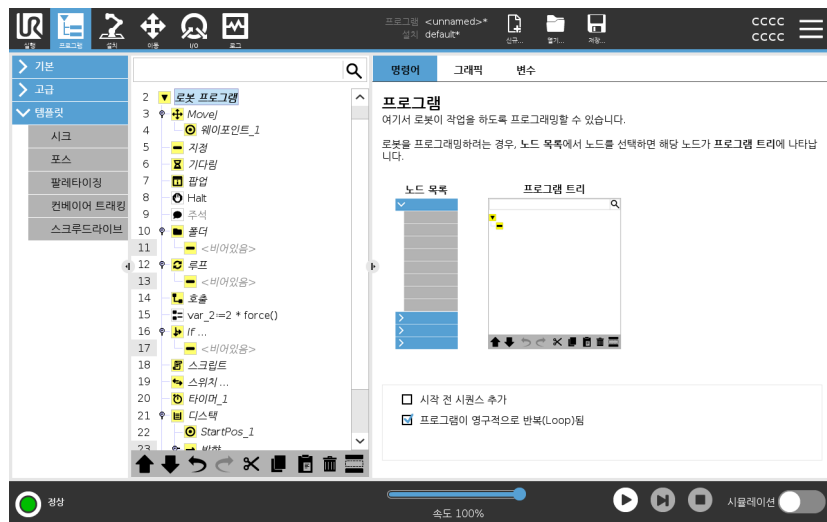 UR
실행
프로그램
설치
이동
I/O
로그
프로그램 <unnamed>*
설치 default*
신규...
열기...
저장...
cccc
cccc
기본
고급
템플릿
시크
포스
팔레타이징
컨베이어 트래킹
스크루드라이브
2 로봇 프로그램
3 MoveJ
4 웨이포인트_1
5 지정
6 기다림
7 팝업
8 Halt
9 주석
10 폴더
11 <비어있음>
12 루프
13 <비어있음>
14 호출
15 var_2≔2 * force()
16 If ...
17 <비어있음>
18 스크립트
19 스위치 ...
20 타이머_1
21 디스택
22 StartPos_1
23 방향
명령어
그래픽
변수
프로그램
여기서 로봇이 작업을 하도록 프로그래밍할 수 있습니다.
로봇을 프로그래밍하려는 경우, 노드 목록에서 노드를 선택하면 해당 노드가 프로그램 트리에 나타납
니다.
노드 목록
프로그램 트리
시작 전 시퀀스 추가
프로그램이 영구적으로 반복(Loop)됨
정상
속도 100%
시뮬레이션